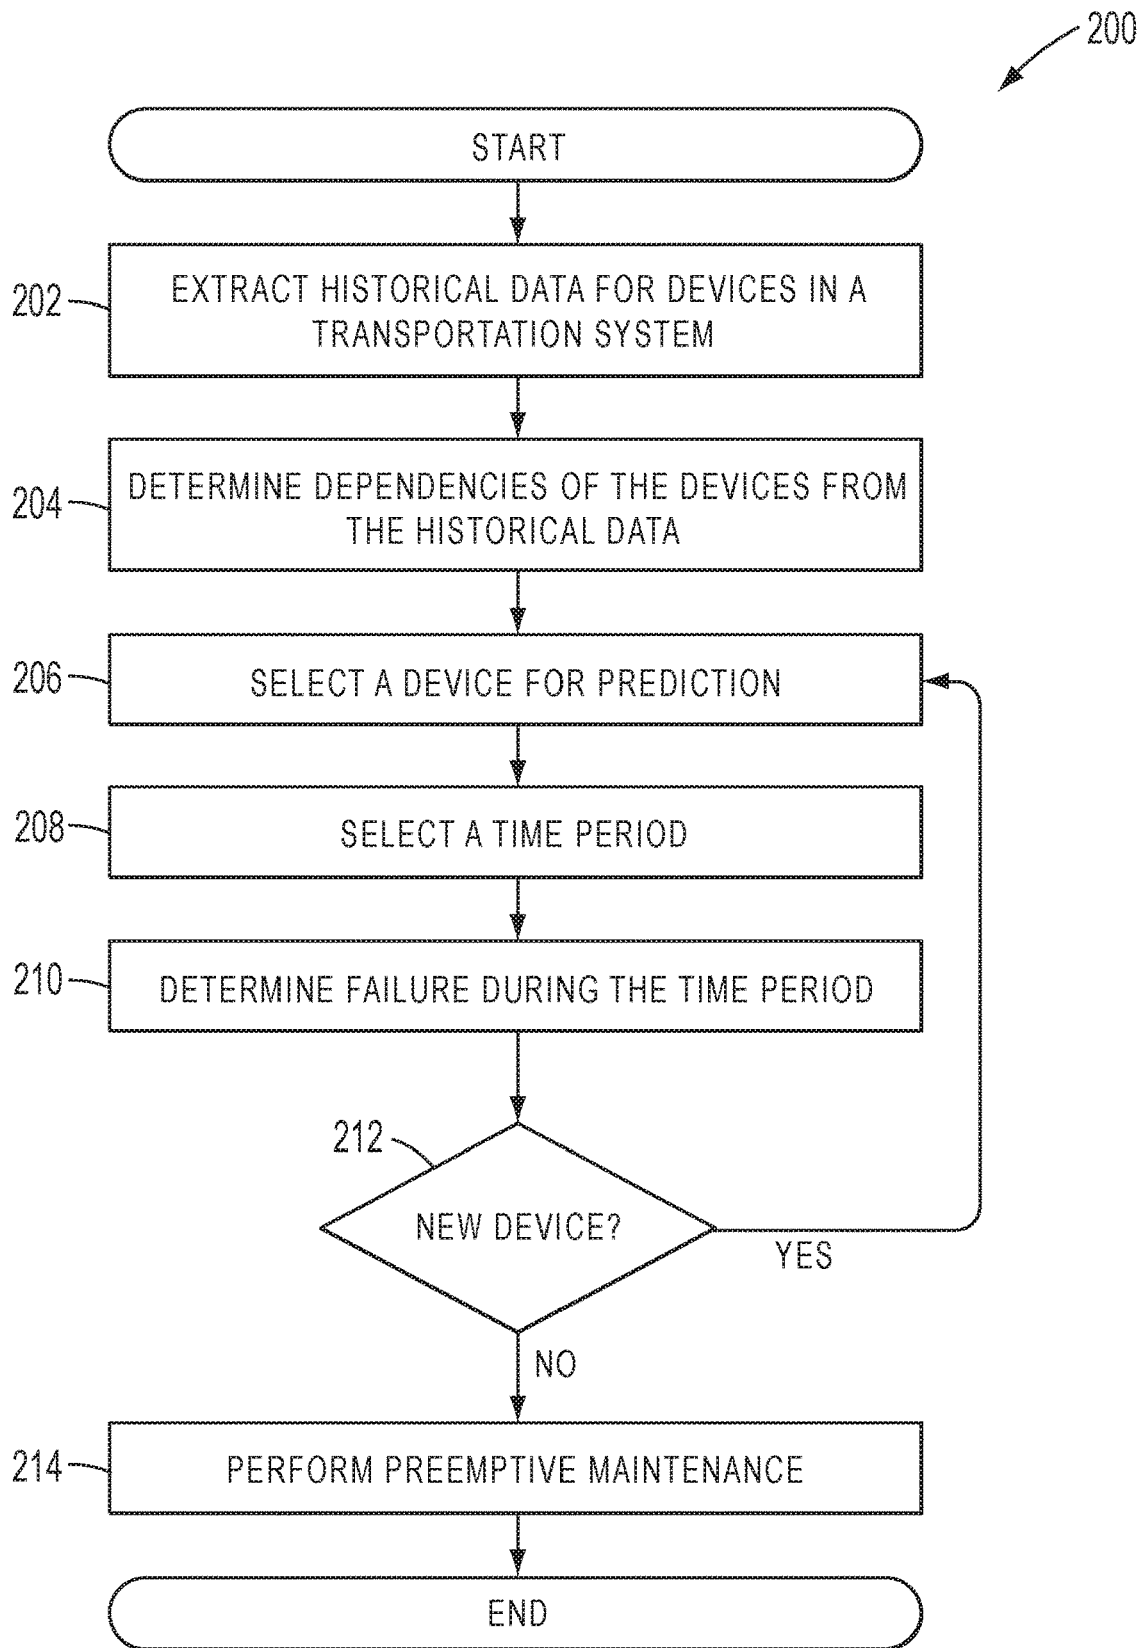 200
START
202
EXTRACT HISTORICAL DATA FOR DEVICES IN A
TRANSPORTATION SYSTEM
204
DETERMINE DEPENDENCIES OF THE DEVICES FROM
THE HISTORICAL DATA
206
SELECT A DEVICE FOR PREDICTION
208
SELECT A TIME PERIOD
210
DETERMINE FAILURE DURING THE TIME PERIOD
212
NEW DEVICE?
YES
NO
214
PERFORM PREEMPTIVE MAINTENANCE
END